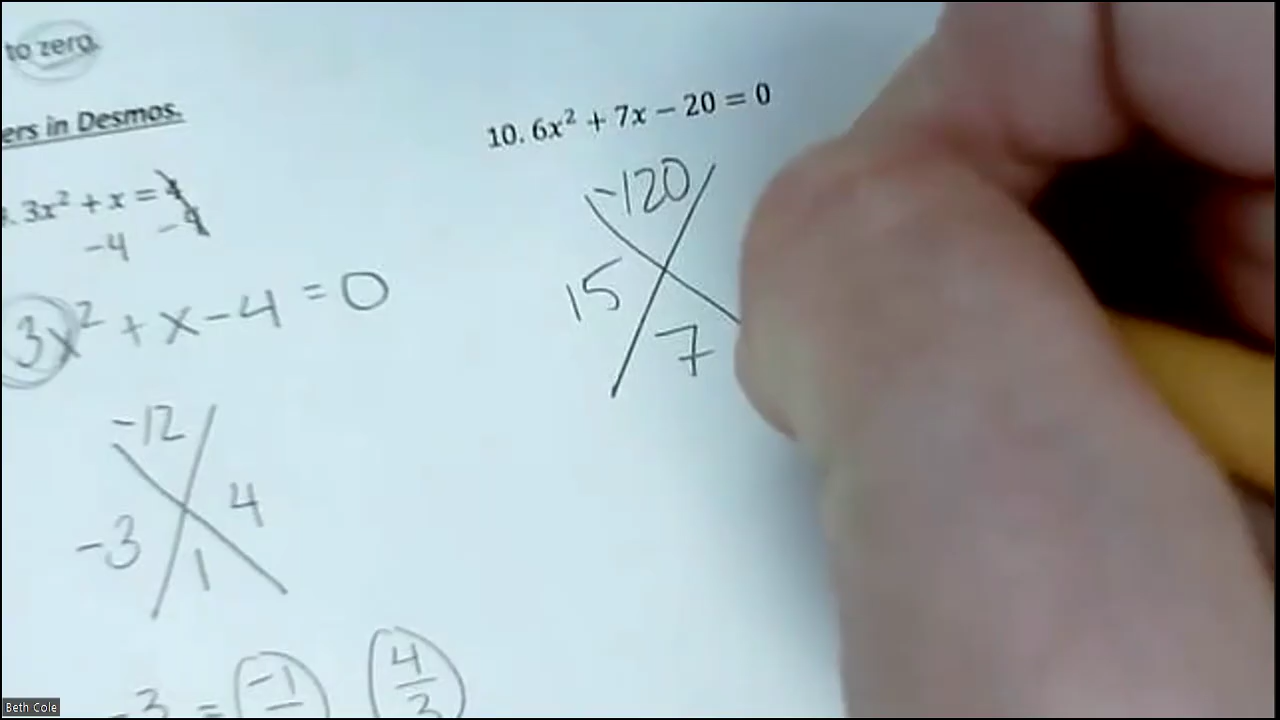 to zero.
ers in Desmos.
. 3x² + x = 4
-4 -4
3x² + x - 4 = 0
-12
-3 4
1
-3 = -1 4/3
10. 6x² + 7x - 20 = 0
-120
15
7
Beth Cole